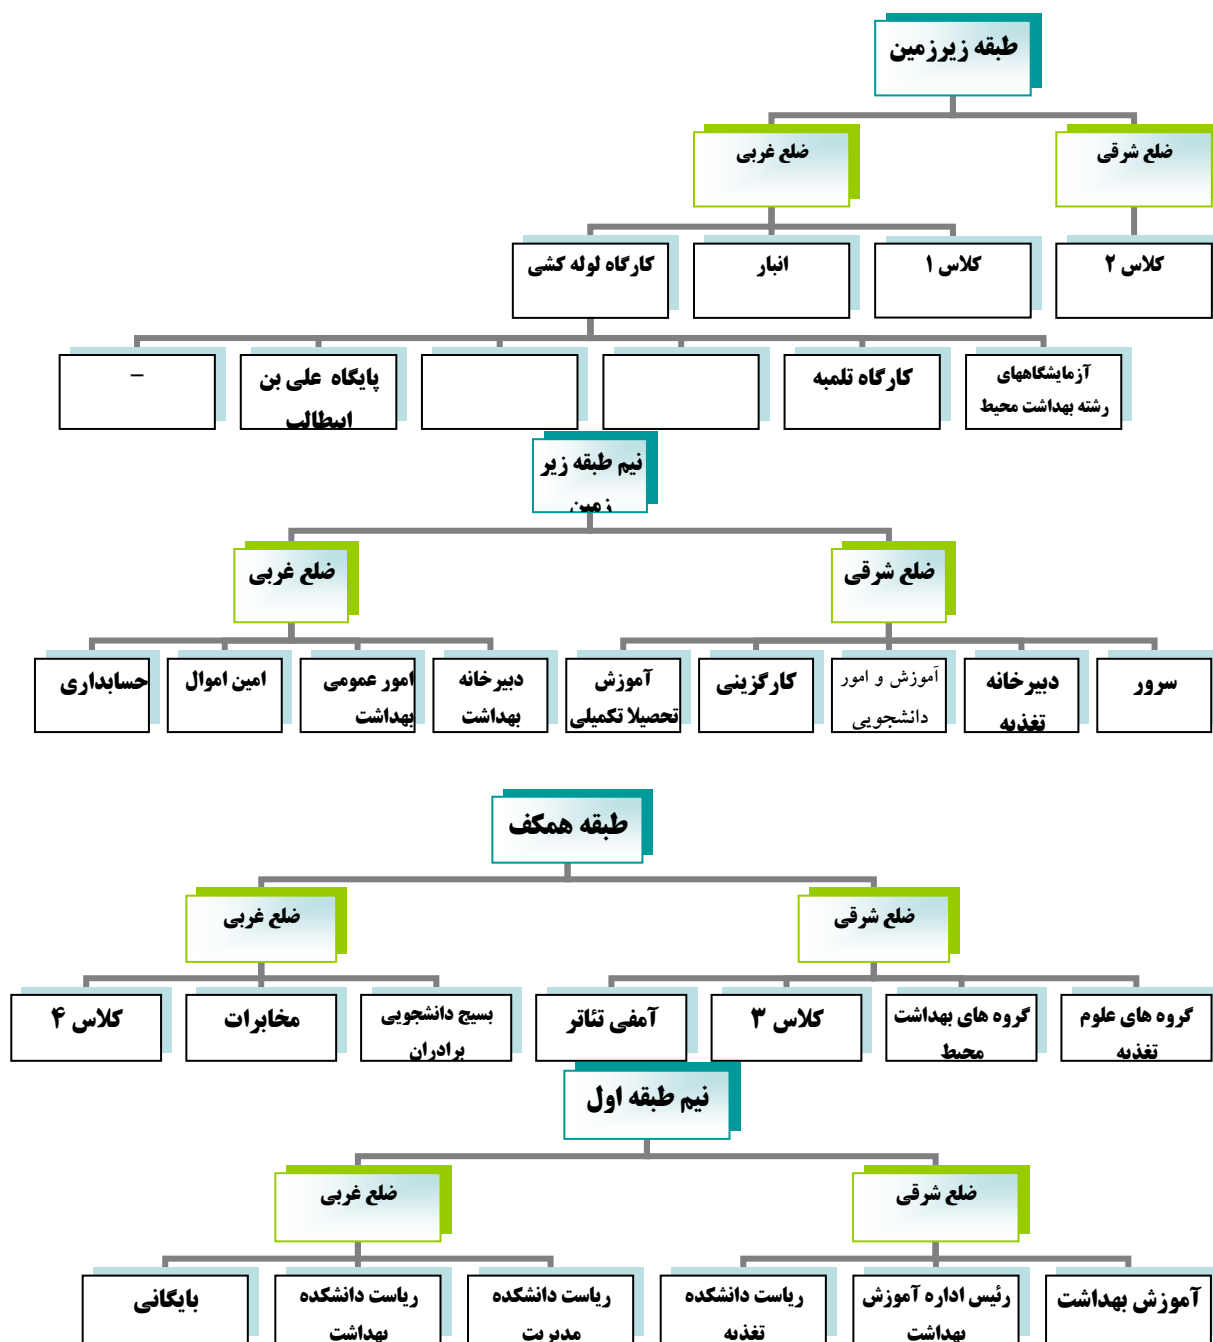 طبقه زیرزمین
ضلع شرقی
ضلع غربی
کلاس ۲
کلاس ۱
انبار
کارگاه لوله کشی
آزمایشگاههای
رشته بهداشت محیط
کارگاه تلمبه
پایگاه علی بن
ابیطالب
–
نیم طبقه زیر
زمین
ضلع شرقی
ضلع غربی
سرور
دبیرخانه
تغذیه
آموزش و امور
دانشجویی
کارگزینی
آموزش
تحصیلا تکمیلی
دبیرخانه
بهداشت
امور عمومی
بهداشت
امین اموال
حسابداری
طبقه همکف
ضلع شرقی
ضلع غربی
گروه های علوم
تغذیه
گروه های بهداشت
محیط
کلاس ۳
آمفی تئاتر
بسیج دانشجویی
برادران
مخابرات
کلاس ۴
نیم طبقه اول
ضلع شرقی
ضلع غربی
آموزش بهداشت
رئیس اداره آموزش
بهداشت
ریاست دانشکده
تغذیه
ریاست دانشکده
مدیریت
ریاست دانشکده
بهداشت
بایگانی